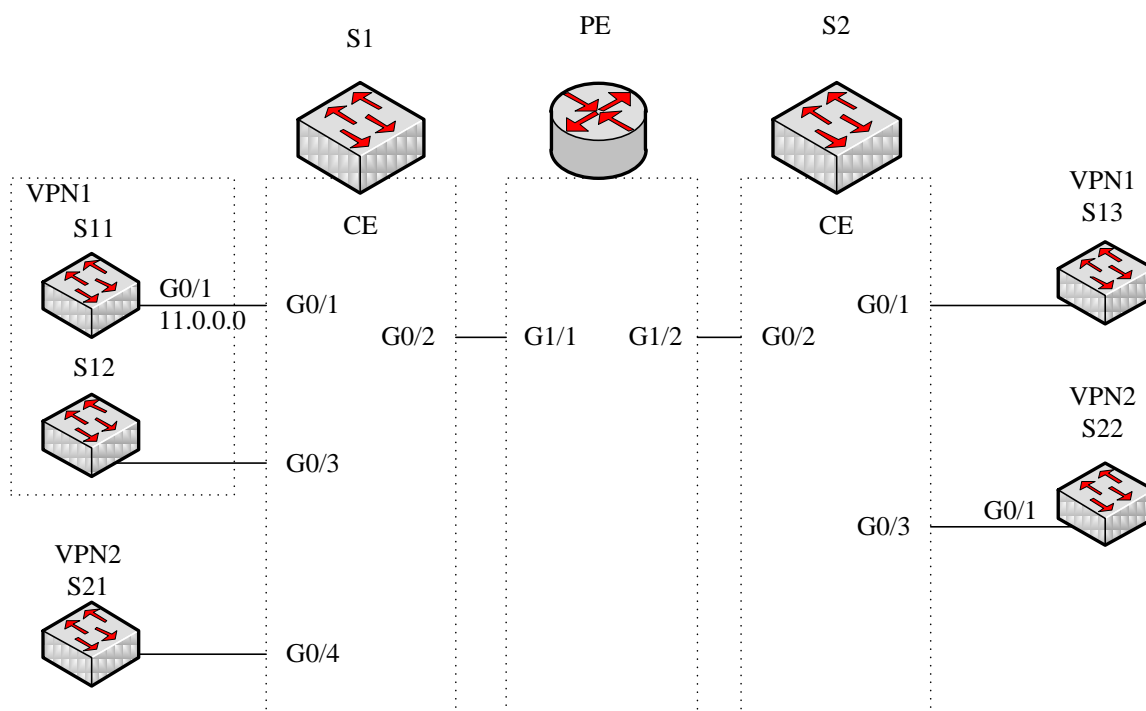 S1
PE
S2
VPN1
S11
G0/1
11.0.0.0
S12
VPN2
S21
CE
G0/1
G0/2
G0/3
G0/4
G1/1
G1/2
CE
G0/1
G0/2
G0/3
VPN1
S13
VPN2
S22
G0/1